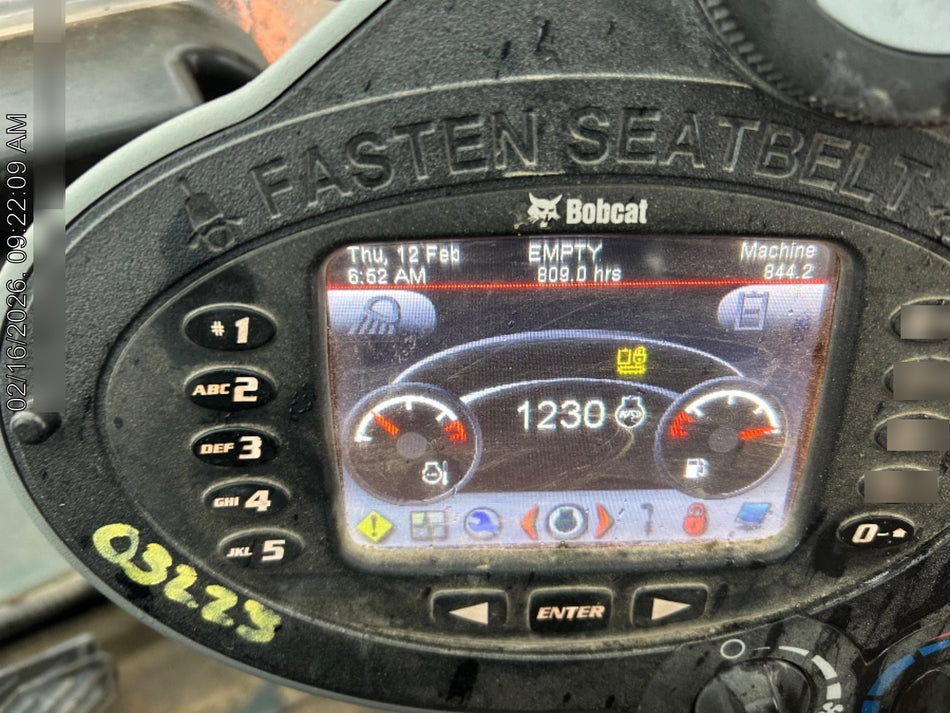 02/16/2026, 09:22:09 AM
FASTEN SEATBELT
Bobcat
Thu, 12 Feb
6:52 AM
EMPTY
809.0 hrs
Machine
844.2
1230
# 1
ABC 2
DEF 3
GHI 4
JKL 5
0
ENTER